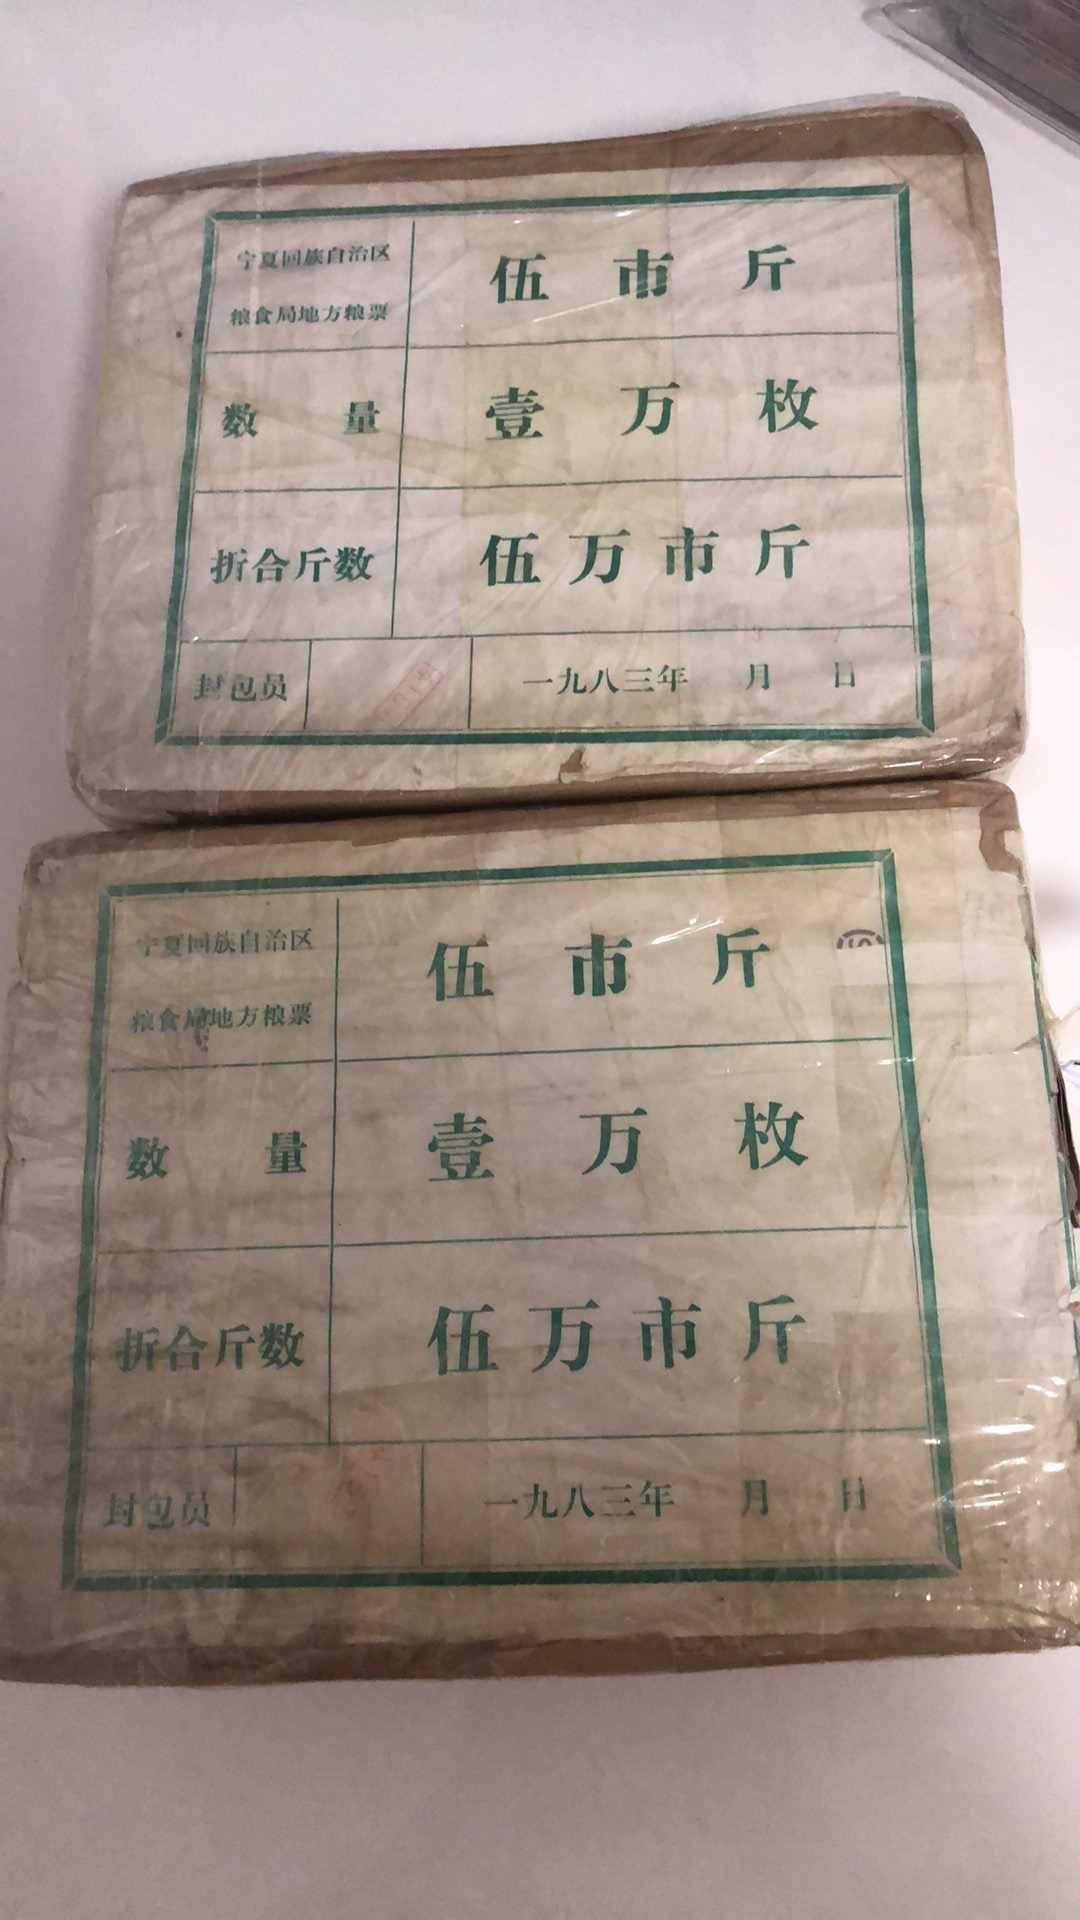 宁夏回族自治区
粮食局地方粮票
伍市斤
数量
壹万枚
折合斤数
伍万市斤
封包员
一九八三年3月7日
宁夏回族自治区
粮食局地方粮票
伍市斤
数量
壹万枚
折合斤数
伍万市斤
封包员
一九八三年 月 日